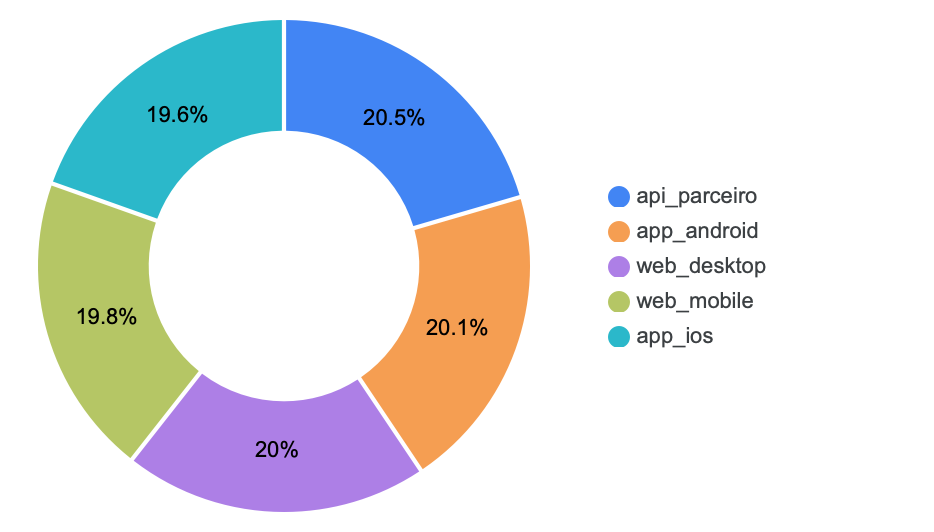 19.6%
20.5%
19.8%
20.1%
20%
api_parceiro
app_android
web_desktop
web_mobile
app_ios